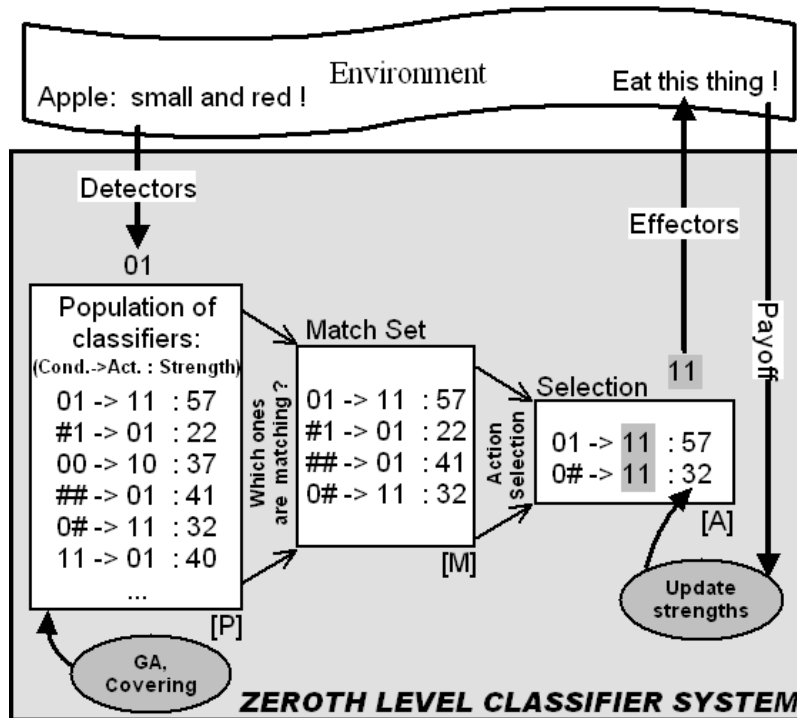 Environment
Apple: small and red !
Eat this thing !
Detectors
Effectors
Payoff
01
Population of
classifiers:
(Cond.->Act. : Strength)
01 -> 11 : 57
#1 -> 01 : 22
00 -> 10 : 37
## -> 01 : 41
0# -> 11 : 32
11 -> 01 : 40
...
[P]
Which ones
are matching ?
Match Set
01 -> 11 : 57
#1 -> 01 : 22
## -> 01 : 41
0# -> 11 : 32
[M]
Action
Selection
Selection
11
01 -> 11 : 57
0# -> 11 : 32
[A]
Update
strengths
GA,
Covering
ZEROTH LEVEL CLASSIFIER SYSTEM